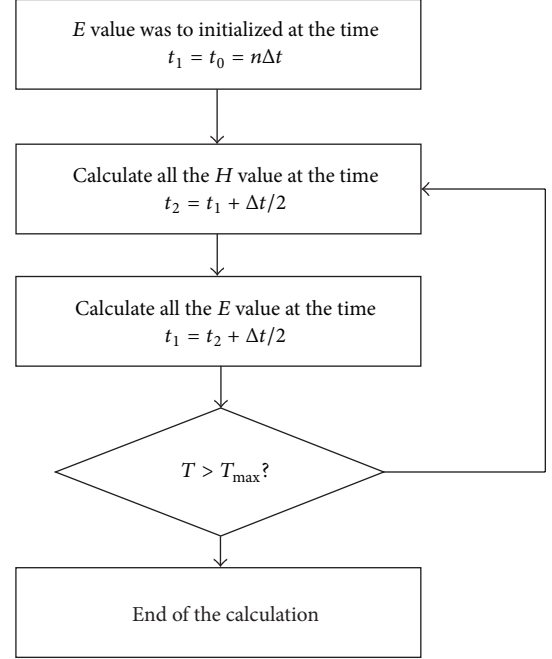 E value was to initialized at the time
t₁ = t₀ = nΔt
Calculate all the H value at the time
t₂ = t₁ + Δt/2
Calculate all the E value at the time
t₁ = t₂ + Δt/2
T > Tmax?
End of the calculation